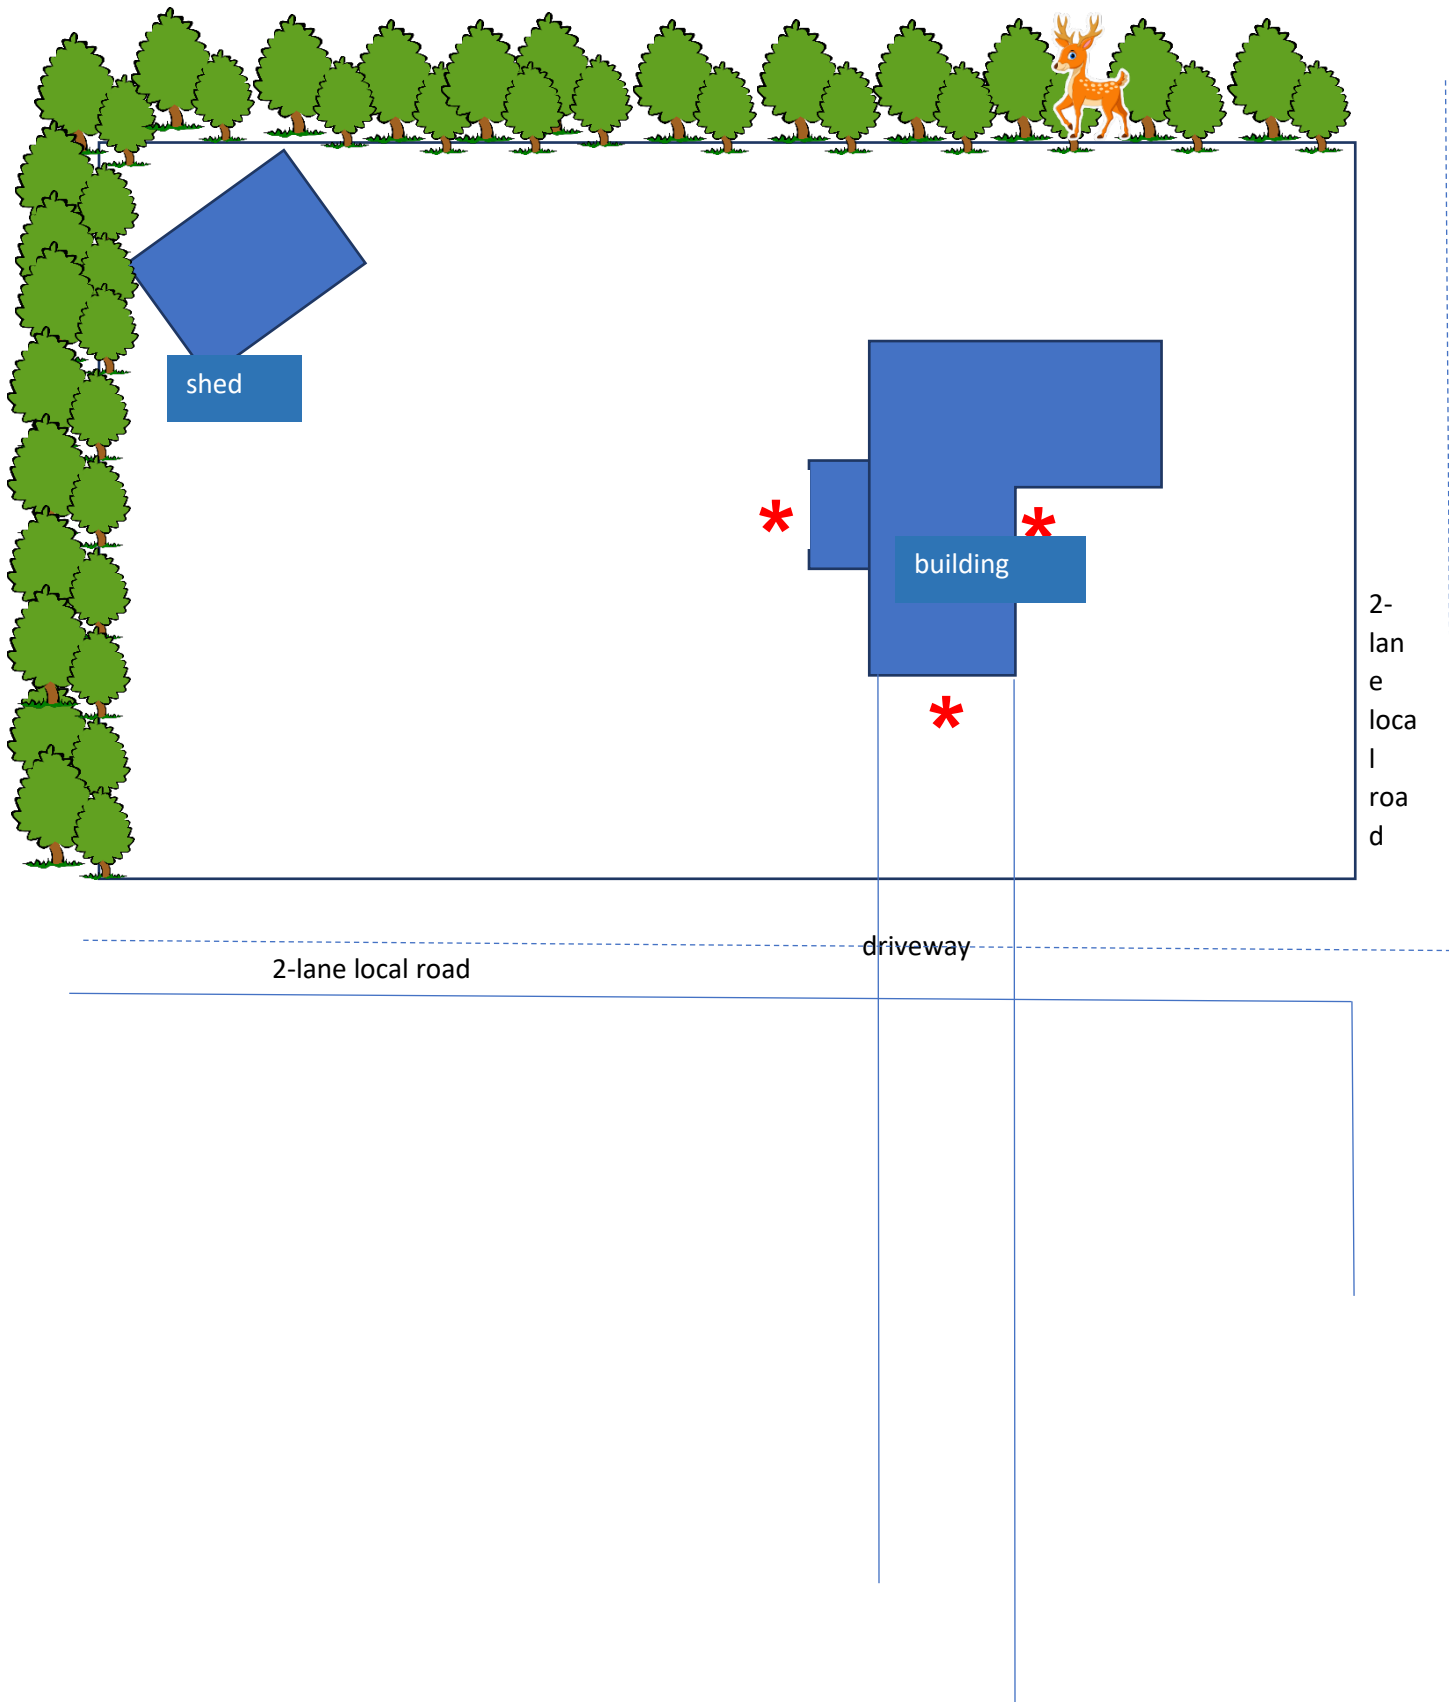 shed
*
*
building
2-
lan
e
loca
l
roa
d
*
driveway
2-lane local road